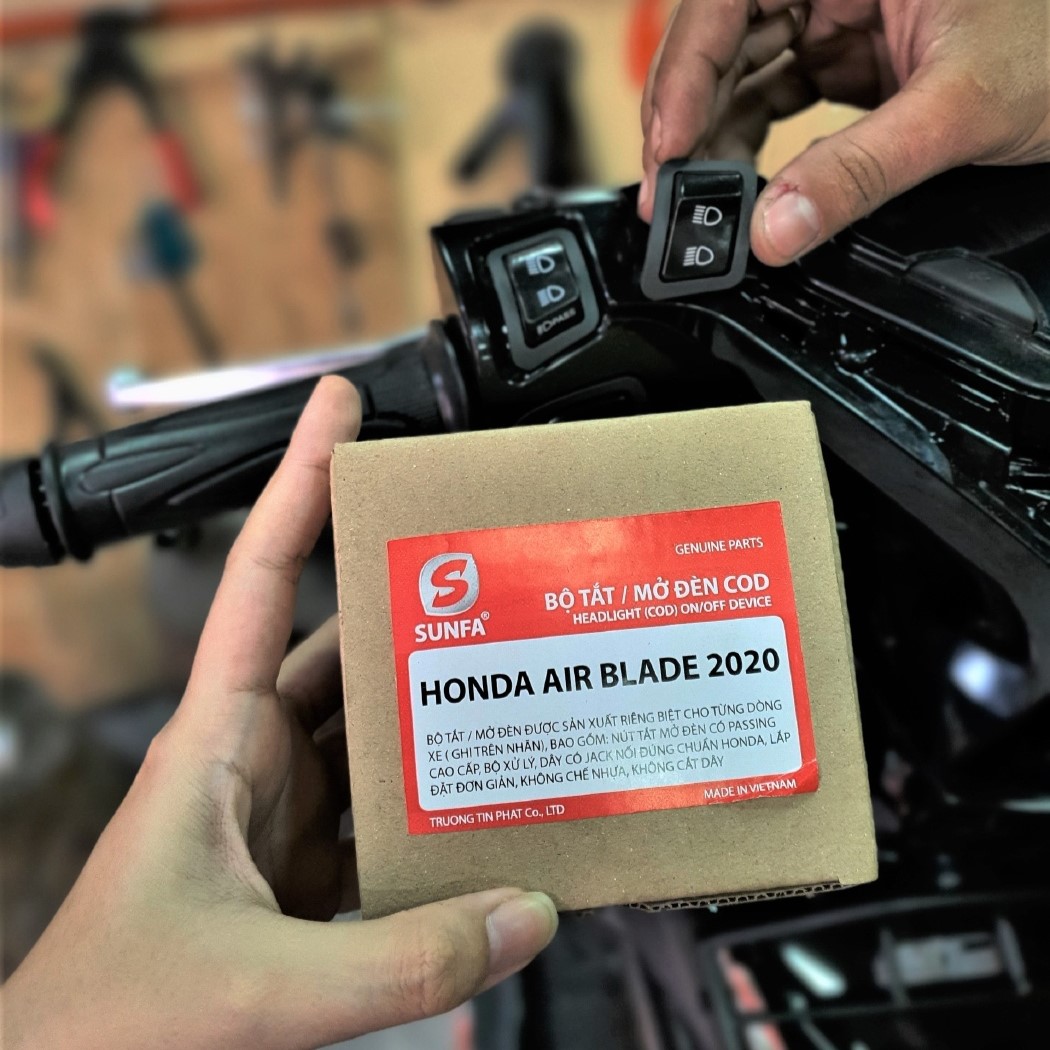 PASS
GENUINE PARTS
S
SUNFA®
BỘ TẮT / MỞ ĐÈN COD
HEADLIGHT (COD) ON/OFF DEVICE
HONDA AIR BLADE 2020
BỘ TẮT / MỞ ĐÈN ĐƯỢC SẢN XUẤT RIÊNG BIỆT CHO TỪNG DÒNG
XE ( GHI TRÊN NHÃN), BAO GỒM: NÚT TẮT MỞ ĐÈN CÓ PASSING
CAO CẤP, BỘ XỬ LÝ, DÂY CÓ JACK NỐI ĐÚNG CHUẨN HONDA, LẮP
ĐẶT ĐƠN GIẢN, KHÔNG CHẾ NHỰA, KHÔNG CẮT DÂY
MADE IN VIETNAM
TRUONG TIN PHAT Co., LTD